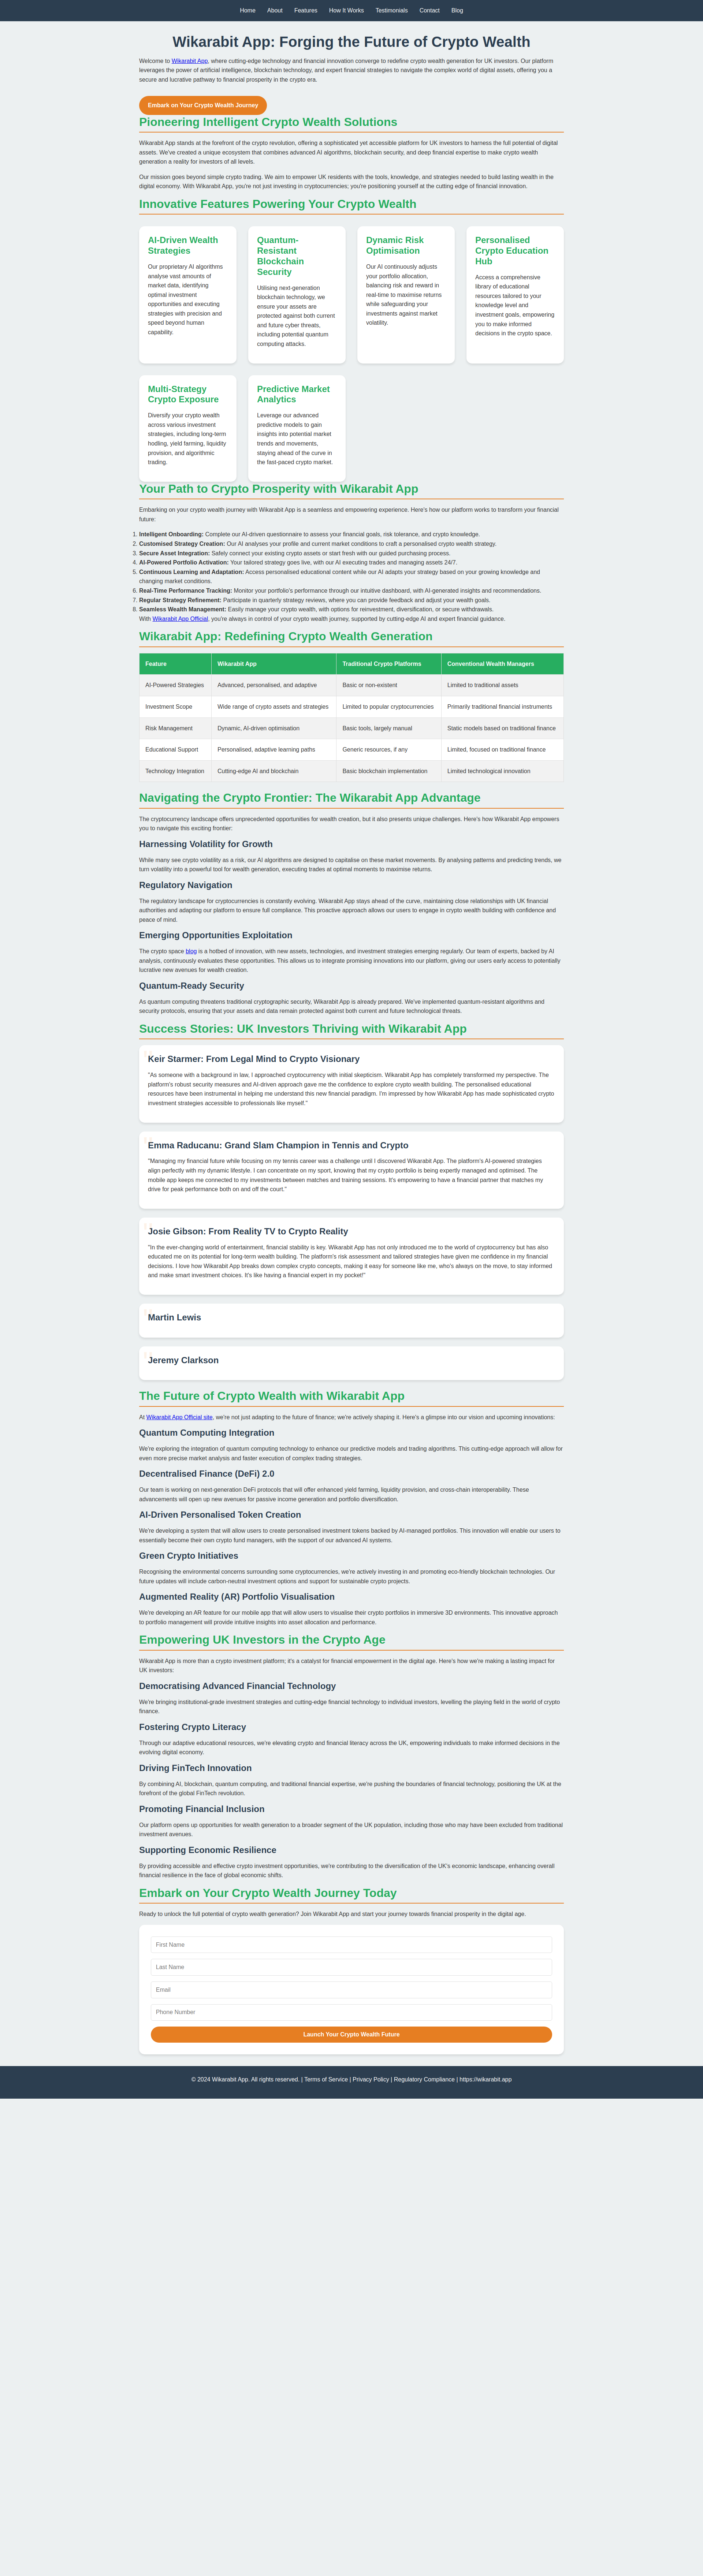 Home About Features How It Works Testimonials Contact Blog
Wikarabit App: Forging the Future of Crypto Wealth
Welcome to Wikarabit App, where cutting-edge technology and financial innovation converge to redefine crypto wealth generation for UK investors. Our platform
leverages the power of artificial intelligence, blockchain technology, and expert financial strategies to navigate the complex world of digital assets, offering you a
secure and lucrative pathway to financial prosperity in the crypto era.
Embark on Your Crypto Wealth Journey
Pioneering Intelligent Crypto Wealth Solutions
Wikarabit App stands at the forefront of the crypto revolution, offering a sophisticated yet accessible platform for UK investors to harness the full potential of digital
assets. We've created a unique ecosystem that combines advanced AI algorithms, blockchain security, and deep financial expertise to make crypto wealth
generation a reality for investors of all levels.
Our mission goes beyond simple crypto trading. We aim to empower UK residents with the tools, knowledge, and strategies needed to build lasting wealth in the
digital economy. With Wikarabit App, you're not just investing in cryptocurrencies; you're positioning yourself at the cutting edge of financial innovation.
Innovative Features Powering Your Crypto Wealth
AI-Driven Wealth
Strategies
Our proprietary AI algorithms
analyse vast amounts of
market data, identifying
optimal investment
opportunities and executing
strategies with precision and
speed beyond human
capability.
Quantum-
Resistant
Blockchain
Security
Utilising next-generation
blockchain technology, we
ensure your assets are
protected against both current
and future cyber threats,
including potential quantum
computing attacks.
Dynamic Risk
Optimisation
Our AI continuously adjusts
your portfolio allocation,
balancing risk and reward in
real-time to maximise returns
while safeguarding your
investments against market
volatility.
Personalised
Crypto Education
Hub
Access a comprehensive
library of educational
resources tailored to your
knowledge level and
investment goals, empowering
you to make informed
decisions in the crypto space.
Multi-Strategy
Crypto Exposure
Diversify your crypto wealth
across various investment
strategies, including long-term
hodling, yield farming, liquidity
provision, and algorithmic
trading.
Predictive Market
Analytics
Leverage our advanced
predictive models to gain
insights into potential market
trends and movements,
staying ahead of the curve in
the fast-paced crypto market.
Your Path to Crypto Prosperity with Wikarabit App
Embarking on your crypto wealth journey with Wikarabit App is a seamless and empowering experience. Here's how our platform works to transform your financial
future:
1. Intelligent Onboarding: Complete our AI-driven questionnaire to assess your financial goals, risk tolerance, and crypto knowledge.
2. Customised Strategy Creation: Our AI analyses your profile and current market conditions to craft a personalised crypto wealth strategy.
3. Secure Asset Integration: Safely connect your existing crypto assets or start fresh with our guided purchasing process.
4. AI-Powered Portfolio Activation: Your tailored strategy goes live, with our AI executing trades and managing assets 24/7.
5. Continuous Learning and Adaptation: Access personalised educational content while our AI adapts your strategy based on your growing knowledge and
changing market conditions.
6. Real-Time Performance Tracking: Monitor your portfolio's performance through our intuitive dashboard, with AI-generated insights and recommendations.
7. Regular Strategy Refinement: Participate in quarterly strategy reviews, where you can provide feedback and adjust your wealth goals.
8. Seamless Wealth Management: Easily manage your crypto wealth, with options for reinvestment, diversification, or secure withdrawals.
With Wikarabit App Official, you're always in control of your crypto wealth journey, supported by cutting-edge AI and expert financial guidance.
Wikarabit App: Redefining Crypto Wealth Generation
Feature Wikarabit App Traditional Crypto Platforms Conventional Wealth Managers
AI-Powered Strategies Advanced, personalised, and adaptive Basic or non-existent Limited to traditional assets
Investment Scope Wide range of crypto assets and strategies Limited to popular cryptocurrencies Primarily traditional financial instruments
Risk Management Dynamic, AI-driven optimisation Basic tools, largely manual Static models based on traditional finance
Educational Support Personalised, adaptive learning paths Generic resources, if any Limited, focused on traditional finance
Technology Integration Cutting-edge AI and blockchain Basic blockchain implementation Limited technological innovation
Navigating the Crypto Frontier: The Wikarabit App Advantage
The cryptocurrency landscape offers unprecedented opportunities for wealth creation, but it also presents unique challenges. Here's how Wikarabit App empowers
you to navigate this exciting frontier:
Harnessing Volatility for Growth
While many see crypto volatility as a risk, our AI algorithms are designed to capitalise on these market movements. By analysing patterns and predicting trends, we
turn volatility into a powerful tool for wealth generation, executing trades at optimal moments to maximise returns.
Regulatory Navigation
The regulatory landscape for cryptocurrencies is constantly evolving. Wikarabit App stays ahead of the curve, maintaining close relationships with UK financial
authorities and adapting our platform to ensure full compliance. This proactive approach allows our users to engage in crypto wealth building with confidence and
peace of mind.
Emerging Opportunities Exploitation
The crypto space blog is a hotbed of innovation, with new assets, technologies, and investment strategies emerging regularly. Our team of experts, backed by AI
analysis, continuously evaluates these opportunities. This allows us to integrate promising innovations into our platform, giving our users early access to potentially
lucrative new avenues for wealth creation.
Quantum-Ready Security
As quantum computing threatens traditional cryptographic security, Wikarabit App is already prepared. We've implemented quantum-resistant algorithms and
security protocols, ensuring that your assets and data remain protected against both current and future technological threats.
Success Stories: UK Investors Thriving with Wikarabit App
Keir Starmer: From Legal Mind to Crypto Visionary
"As someone with a background in law, I approached cryptocurrency with initial skepticism. Wikarabit App has completely transformed my perspective. The
platform's robust security measures and AI-driven approach gave me the confidence to explore crypto wealth building. The personalised educational
resources have been instrumental in helping me understand this new financial paradigm. I'm impressed by how Wikarabit App has made sophisticated crypto
investment strategies accessible to professionals like myself."
Emma Raducanu: Grand Slam Champion in Tennis and Crypto
"Managing my financial future while focusing on my tennis career was a challenge until I discovered Wikarabit App. The platform's AI-powered strategies
align perfectly with my dynamic lifestyle. I can concentrate on my sport, knowing that my crypto portfolio is being expertly managed and optimised. The
mobile app keeps me connected to my investments between matches and training sessions. It's empowering to have a financial partner that matches my
drive for peak performance both on and off the court."
Josie Gibson: From Reality TV to Crypto Reality
"In the ever-changing world of entertainment, financial stability is key. Wikarabit App has not only introduced me to the world of cryptocurrency but has also
educated me on its potential for long-term wealth building. The platform's risk assessment and tailored strategies have given me confidence in my financial
decisions. I love how Wikarabit App breaks down complex crypto concepts, making it easy for someone like me, who's always on the move, to stay informed
and make smart investment choices. It's like having a financial expert in my pocket!"
Martin Lewis
Jeremy Clarkson
The Future of Crypto Wealth with Wikarabit App
At Wikarabit App Official site, we're not just adapting to the future of finance; we're actively shaping it. Here's a glimpse into our vision and upcoming innovations:
Quantum Computing Integration
We're exploring the integration of quantum computing technology to enhance our predictive models and trading algorithms. This cutting-edge approach will allow for
even more precise market analysis and faster execution of complex trading strategies.
Decentralised Finance (DeFi) 2.0
Our team is working on next-generation DeFi protocols that will offer enhanced yield farming, liquidity provision, and cross-chain interoperability. These
advancements will open up new avenues for passive income generation and portfolio diversification.
AI-Driven Personalised Token Creation
We're developing a system that will allow users to create personalised investment tokens backed by AI-managed portfolios. This innovation will enable our users to
essentially become their own crypto fund managers, with the support of our advanced AI systems.
Green Crypto Initiatives
Recognising the environmental concerns surrounding some cryptocurrencies, we're actively investing in and promoting eco-friendly blockchain technologies. Our
future updates will include carbon-neutral investment options and support for sustainable crypto projects.
Augmented Reality (AR) Portfolio Visualisation
We're developing an AR feature for our mobile app that will allow users to visualise their crypto portfolios in immersive 3D environments. This innovative approach
to portfolio management will provide intuitive insights into asset allocation and performance.
Empowering UK Investors in the Crypto Age
Wikarabit App is more than a crypto investment platform; it's a catalyst for financial empowerment in the digital age. Here's how we're making a lasting impact for
UK investors:
Democratising Advanced Financial Technology
We're bringing institutional-grade investment strategies and cutting-edge financial technology to individual investors, levelling the playing field in the world of crypto
finance.
Fostering Crypto Literacy
Through our adaptive educational resources, we're elevating crypto and financial literacy across the UK, empowering individuals to make informed decisions in the
evolving digital economy.
Driving FinTech Innovation
By combining AI, blockchain, quantum computing, and traditional financial expertise, we're pushing the boundaries of financial technology, positioning the UK at the
forefront of the global FinTech revolution.
Promoting Financial Inclusion
Our platform opens up opportunities for wealth generation to a broader segment of the UK population, including those who may have been excluded from traditional
investment avenues.
Supporting Economic Resilience
By providing accessible and effective crypto investment opportunities, we're contributing to the diversification of the UK's economic landscape, enhancing overall
financial resilience in the face of global economic shifts.
Embark on Your Crypto Wealth Journey Today
Ready to unlock the full potential of crypto wealth generation? Join Wikarabit App and start your journey towards financial prosperity in the digital age.
First Name
Last Name
Email
Phone Number
Launch Your Crypto Wealth Future
© 2024 Wikarabit App. All rights reserved. | Terms of Service | Privacy Policy | Regulatory Compliance | https://wikarabit.app